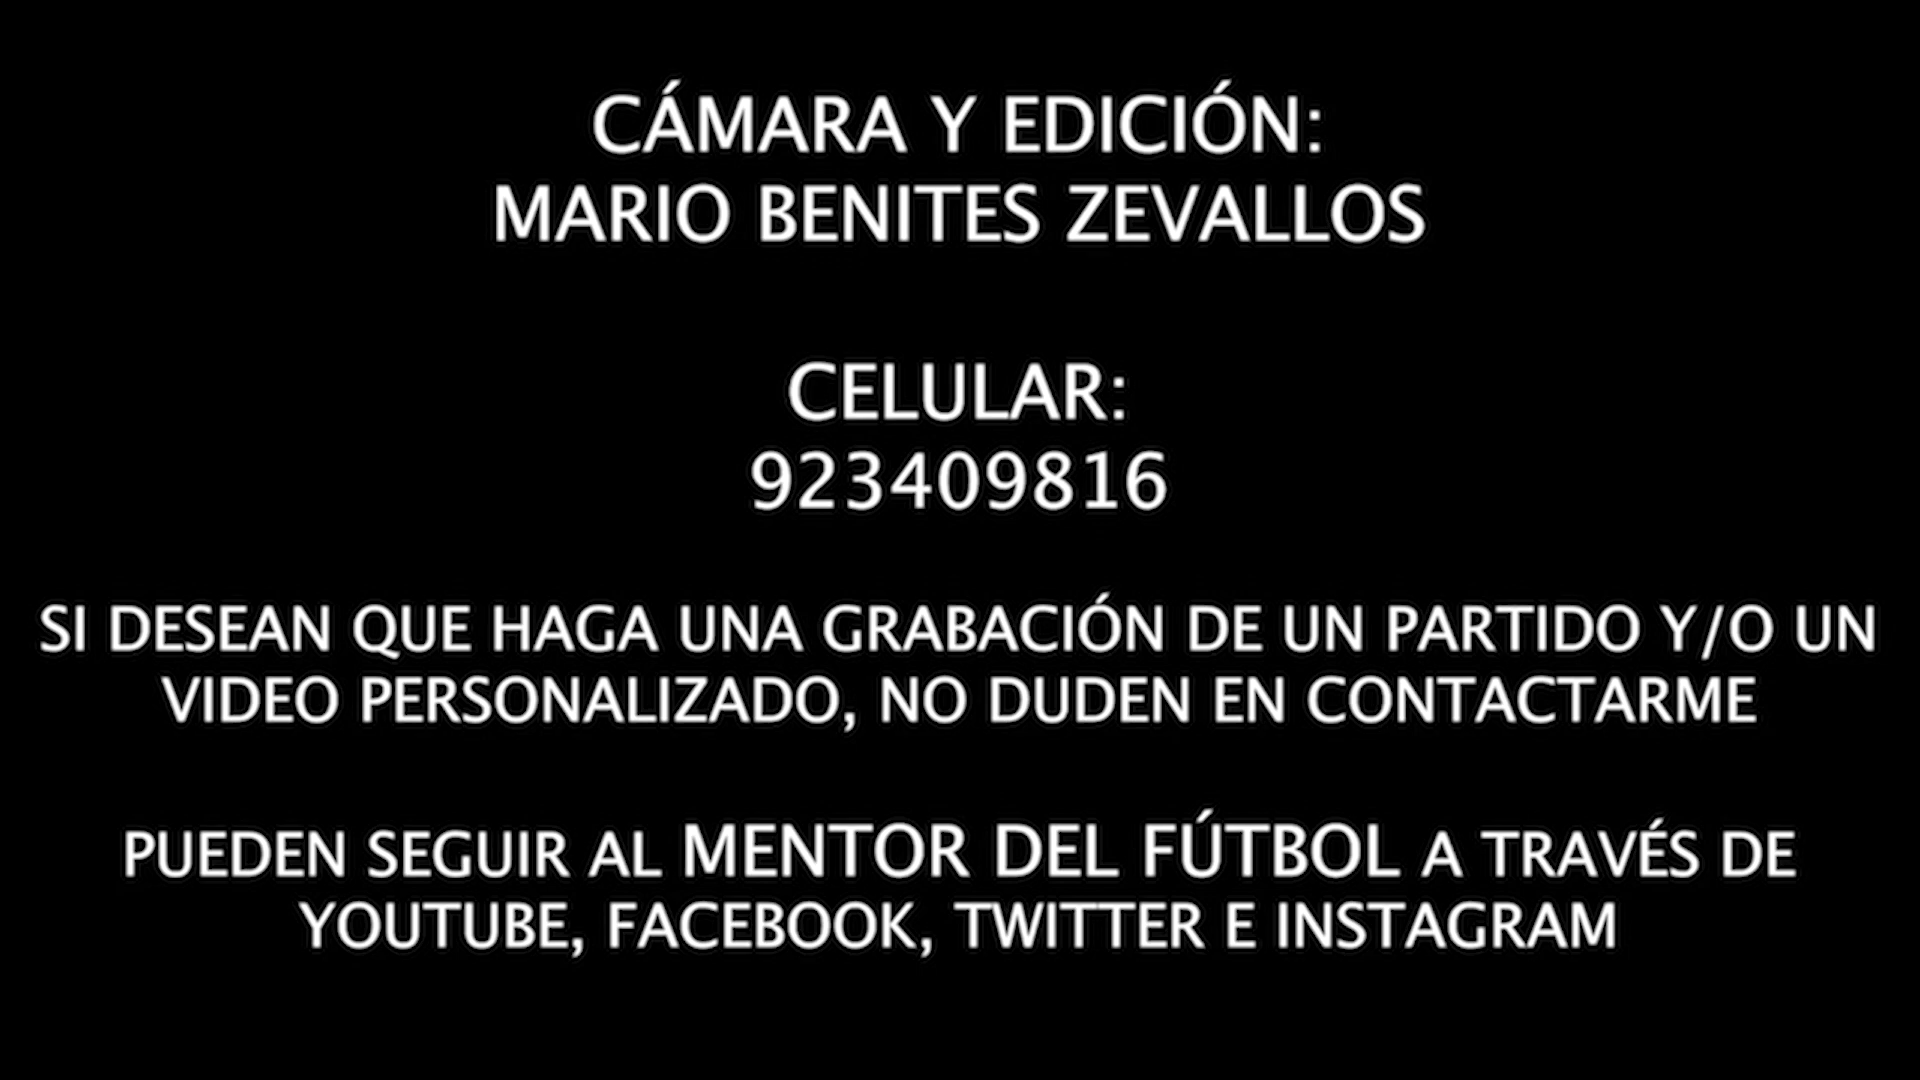 CÁMARA Y EDICIÓN:
MARIO BENITES ZEVALLOS
CELULAR:
923409816
SI DESEAN QUE HAGA UNA GRABACIÓN DE UN PARTIDO Y/O UN
VIDEO PERSONALIZADO, NO DUDEN EN CONTACTARME
PUEDEN SEGUIR AL MENTOR DEL FÚTBOL A TRAVÉS DE
YOUTUBE, FACEBOOK, TWITTER E INSTAGRAM